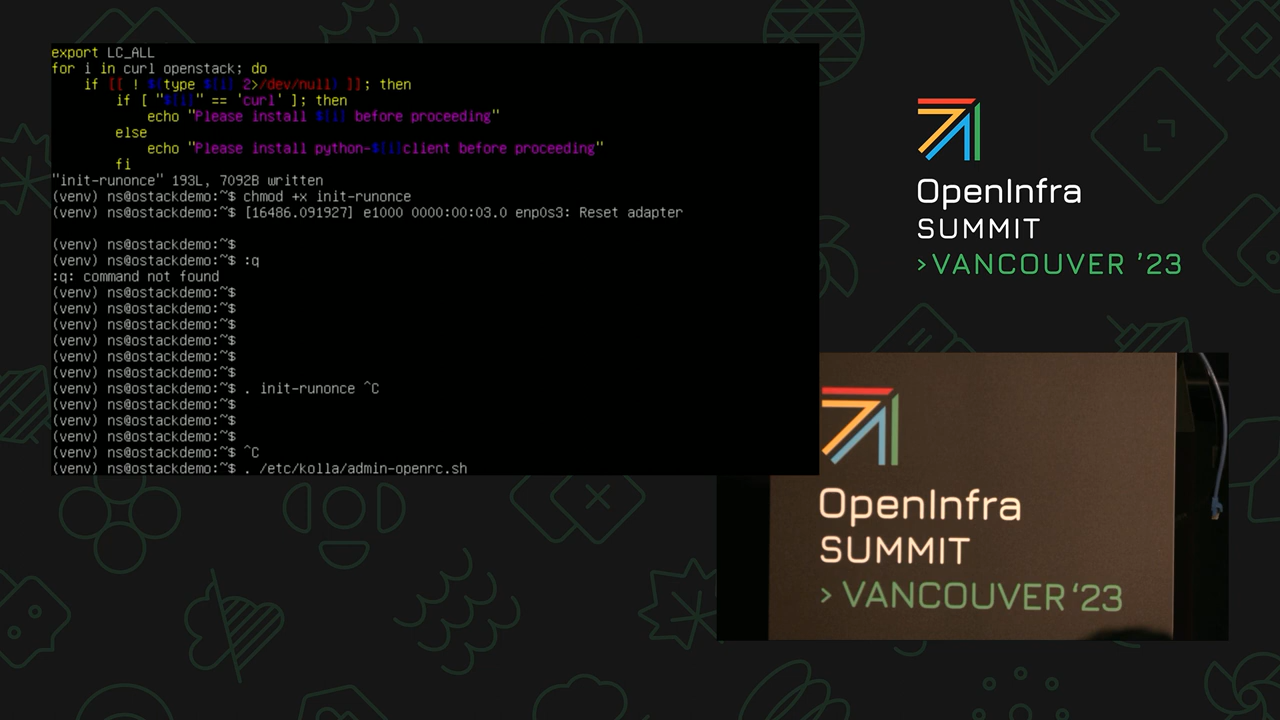 export LC_ALL
for i in curl openstack; do
    if [[ ! $(type ${i} 2>/dev/null) ]]; then
        if [ "${i}" == 'curl' ]; then
            echo "Please install ${i} before proceeding"
        else
            echo "Please install python-${i}client before proceeding"
        fi
"init-runonce" 193L, 7092B written
(venv) ns@ostackdemo:~$ chmod +x init-runonce
(venv) ns@ostackdemo:~$ [16486.091927] e1000 0000:00:03.0 enp0s3: Reset adapter
(venv) ns@ostackdemo:~$
(venv) ns@ostackdemo:~$ :q
:q: command not found
(venv) ns@ostackdemo:~$
(venv) ns@ostackdemo:~$
(venv) ns@ostackdemo:~$
(venv) ns@ostackdemo:~$
(venv) ns@ostackdemo:~$
(venv) ns@ostackdemo:~$
(venv) ns@ostackdemo:~$ . init-runonce ^C
(venv) ns@ostackdemo:~$
(venv) ns@ostackdemo:~$
(venv) ns@ostackdemo:~$
(venv) ns@ostackdemo:~$ ^C
(venv) ns@ostackdemo:~$ . /etc/kolla/admin-openrc.sh
OpenInfra
SUMMIT
>VANCOUVER '23
OpenInfra
SUMMIT
> VANCOUVER '23